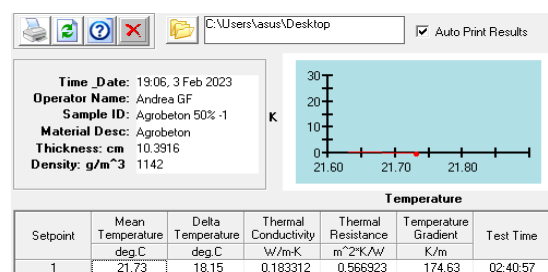 C:\Users\asus\Desktop
Auto Print Results
Time _Date: 19:06, 3 Feb 2023
Operator Name: Andrea GF
Sample ID: Agrobeton 50% -1
Material Desc: Agrobeton
Thickness: cm 10.3916
Density: g/m^3 1142
K
30
20
10
0
21.60 21.70 21.80
Temperature
Setpoint Mean Temperature Delta Temperature Thermal Conductivity Thermal Resistance Temperature Gradient Test Time
deg.C deg.C W/m-K m^2*K/W K/m
1 21.73 18.15 0.183312 0.566923 174.63 02:40:57